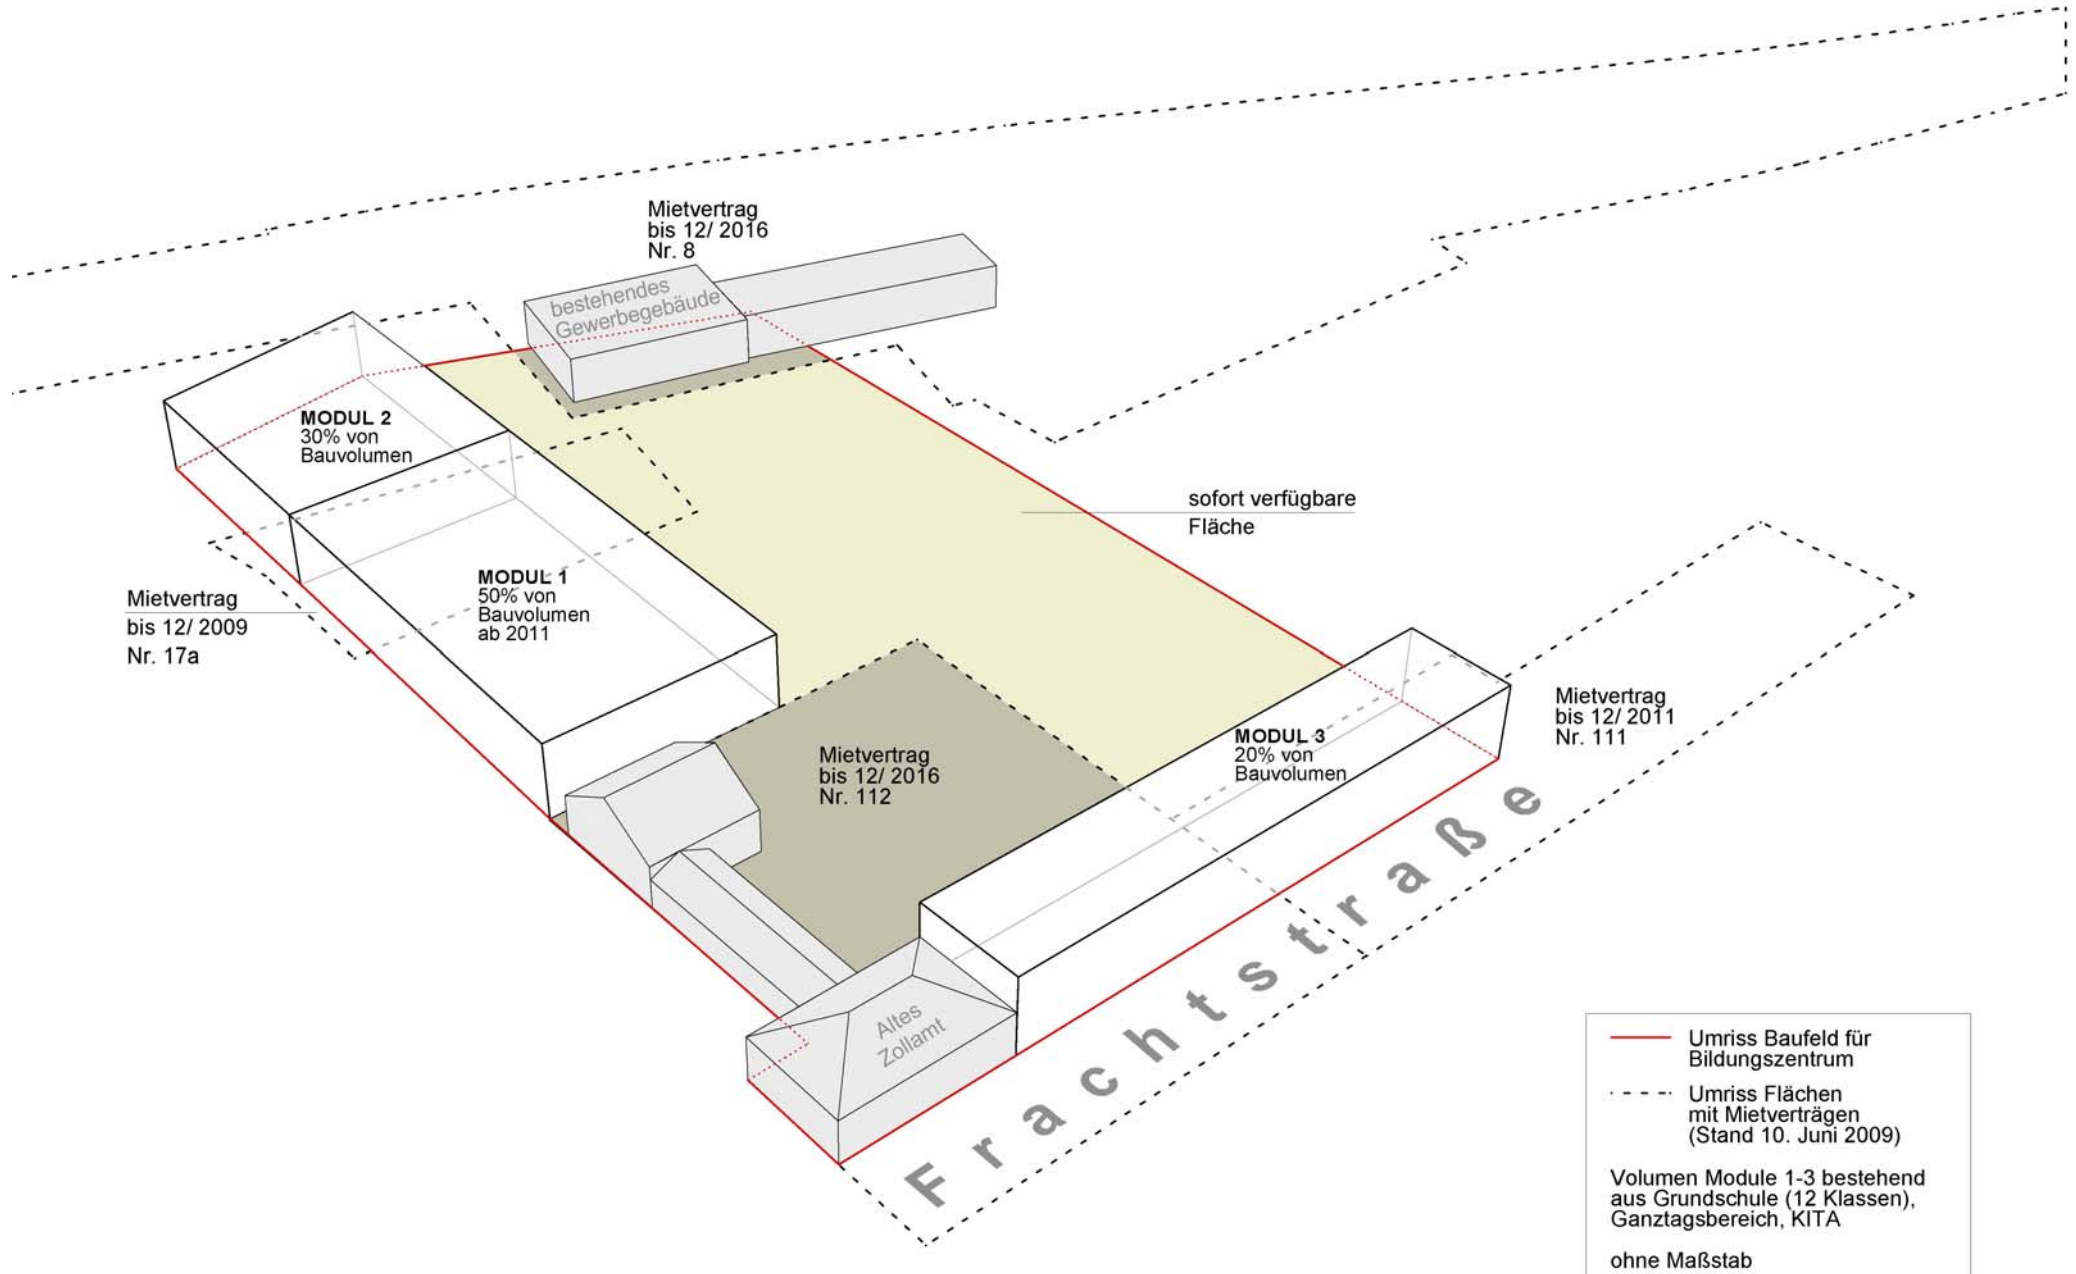 Mietvertrag
bis 12/ 2016
Nr. 8
bestehendes
Gewerbegebäude
MODUL 2
30% von
Bauvolumen
sofort verfügbare
Fläche
MODUL 1
50% von
Bauvolumen
ab 2011
Mietvertrag
bis 12/ 2009
Nr. 17a
Mietvertrag
bis 12/ 2011
Nr. 111
MODUL 3
20% von
Bauvolumen
Mietvertrag
bis 12/ 2016
Nr. 112
Altes
Zollamt
Frachtstraße
Umriss Baufeld für
Bildungszentrum
Umriss Flächen
mit Mietverträgen
(Stand 10. Juni 2009)
Volumen Module 1-3 bestehend
aus Grundschule (12 Klassen),
Ganztagsbereich, KITA
ohne Maßstab